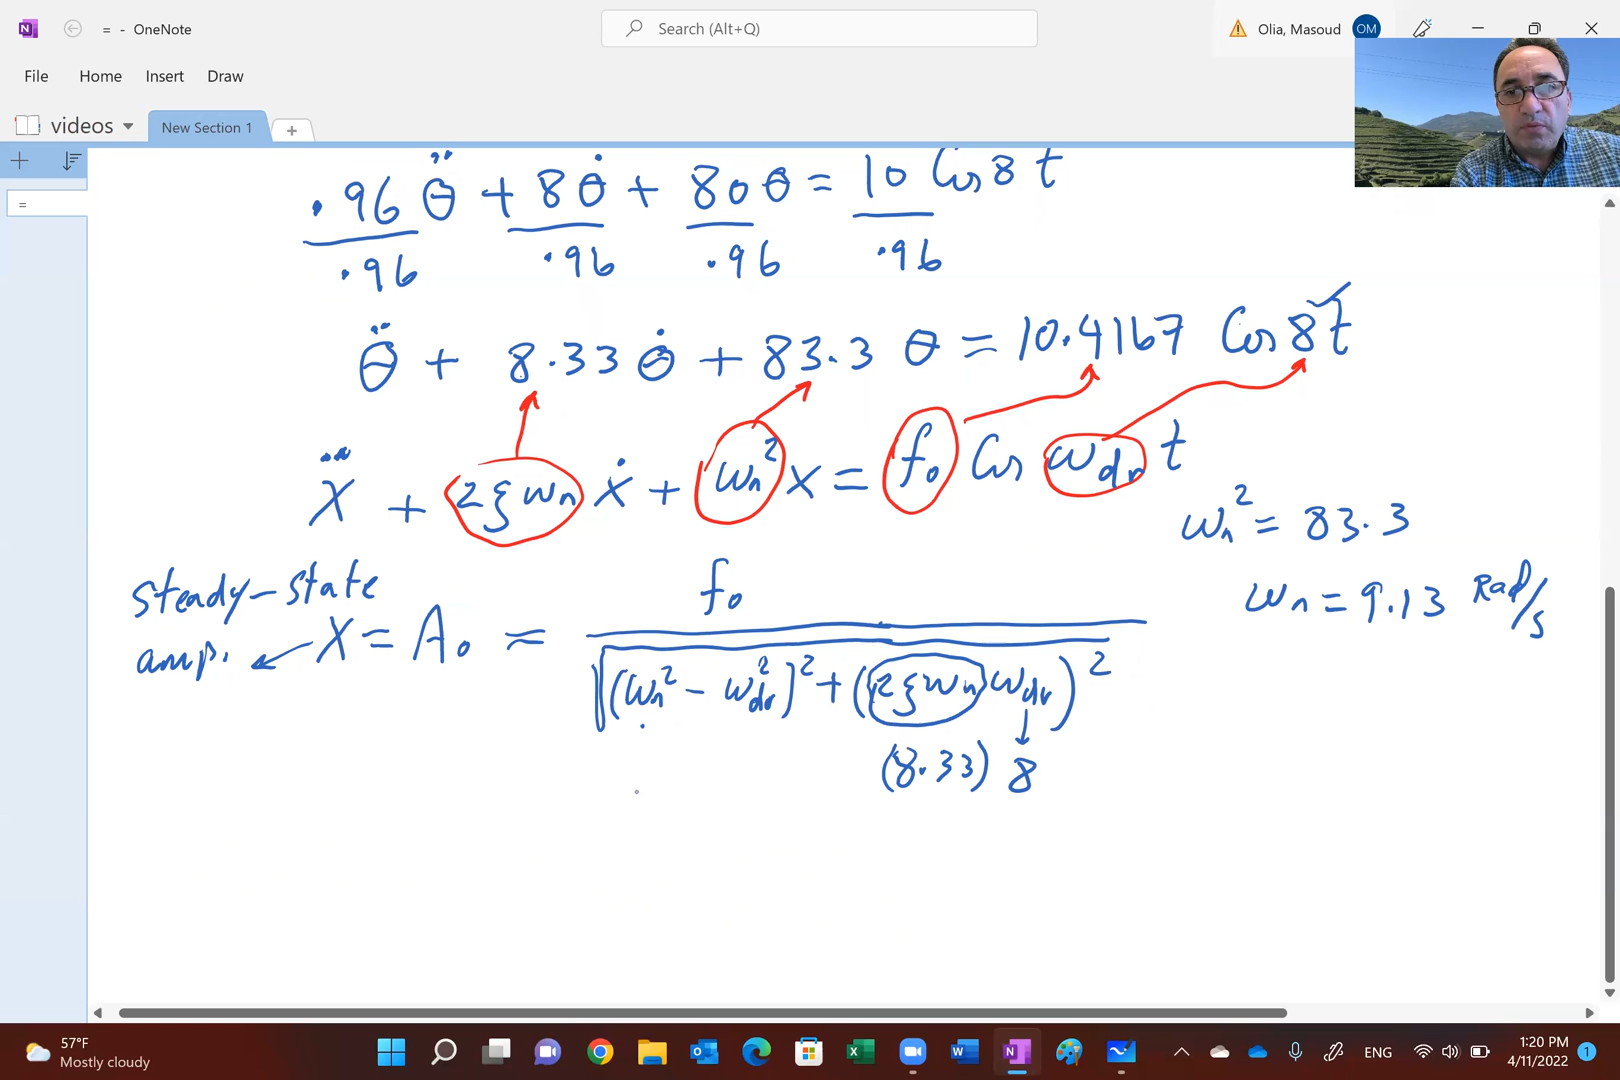 = - OneNote
Search (Alt+Q)
Olia, Masoud OM
File Home Insert Draw
videos
New Section 1
=
.96 θ̈ + 8θ̇ + 80θ = 10 Cos 8t
.96 .96 .96 .96
θ̈ + 8.33 θ̇ + 83.3 θ = 10.4167 Cos 8t
ẍ + 2ξωn ẋ + ωn² x = f₀ Cos ωdr t
ωn² = 83.3
ωn = 9.13 Rad/s
steady-state
amp. ← X = A₀ = f₀
√(ωn² - ωdr²)² + (2ξωn ωdr)²
(8.33) 8
57°F
Mostly cloudy
ENG
1:20 PM
4/11/2022
1